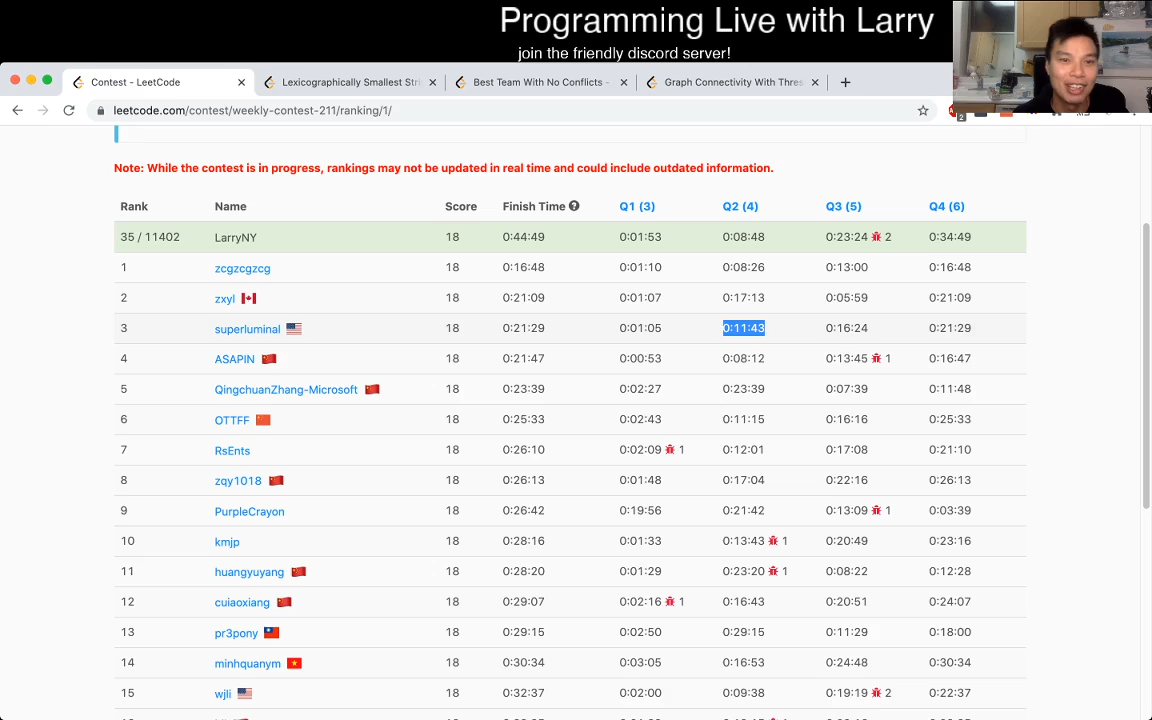 Programming Live with Larry
join the friendly discord server!
Contest - LeetCode
Lexicographically Smallest Stri
Best Team With No Conflicts -
Graph Connectivity With Thres
leetcode.com/contest/weekly-contest-211/ranking/1/
2
Note: While the contest is in progress, rankings may not be updated in real time and could include outdated information.
Rank Name Score Finish Time Q1 (3) Q2 (4) Q3 (5) Q4 (6)
35 / 11402 LarryNY 18 0:44:49 0:01:53 0:08:48 0:23:24 2 0:34:49
1 zcgzcgzcg 18 0:16:48 0:01:10 0:08:26 0:13:00 0:16:48
2 zxyl 18 0:21:09 0:01:07 0:17:13 0:05:59 0:21:09
3 superluminal 18 0:21:29 0:01:05 0:11:43 0:16:24 0:21:29
4 ASAPIN 18 0:21:47 0:00:53 0:08:12 0:13:45 1 0:16:47
5 QingchuanZhang-Microsoft 18 0:23:39 0:02:27 0:23:39 0:07:39 0:11:48
6 OTTFF 18 0:25:33 0:02:43 0:11:15 0:16:16 0:25:33
7 RsEnts 18 0:26:10 0:02:09 1 0:12:01 0:17:08 0:21:10
8 zqy1018 18 0:26:13 0:01:48 0:17:04 0:22:16 0:26:13
9 PurpleCrayon 18 0:26:42 0:19:56 0:21:42 0:13:09 1 0:03:39
10 kmjp 18 0:28:16 0:01:33 0:13:43 1 0:20:49 0:23:16
11 huangyuyang 18 0:28:20 0:01:29 0:23:20 1 0:08:22 0:12:28
12 cuiaoxiang 18 0:29:07 0:02:16 1 0:16:43 0:20:51 0:24:07
13 pr3pony 18 0:29:15 0:02:50 0:29:15 0:11:29 0:18:00
14 minhquanym 18 0:30:34 0:03:05 0:16:53 0:24:48 0:30:34
15 wjli 18 0:32:37 0:02:00 0:09:38 0:19:19 2 0:22:37